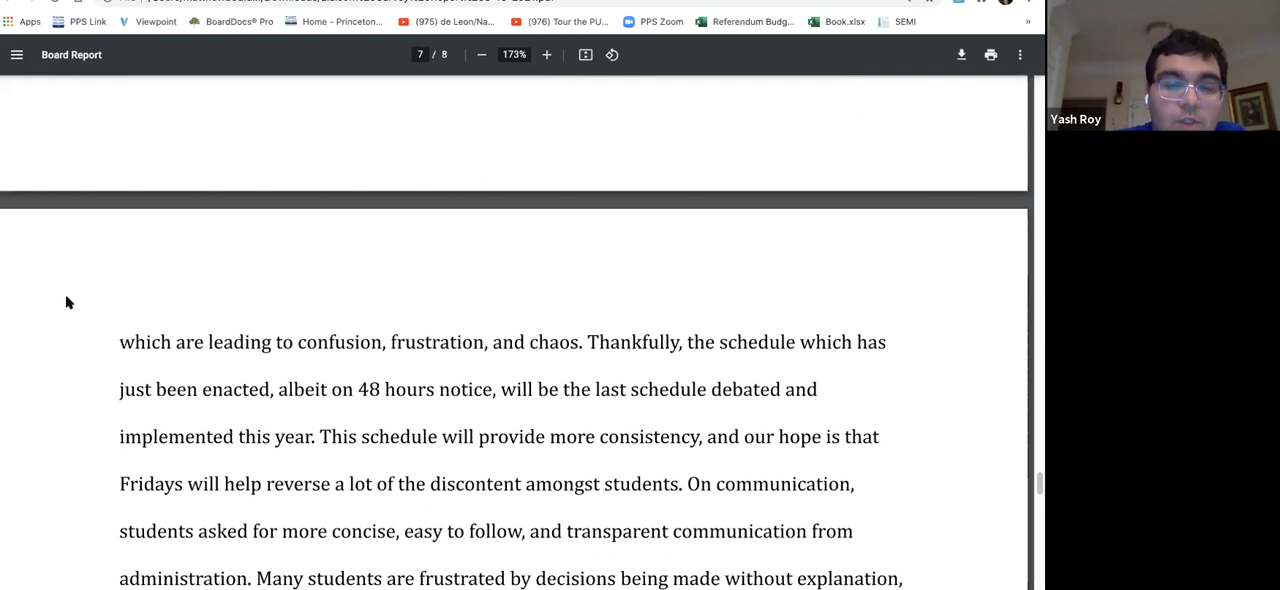 Apps PPS Link Viewpoint BoardDocs® Pro Home - Princeton... (975) de Leon/Na... (976) Tour the PU... PPS Zoom Referendum Budg... Book.xlsx SEMI »
Board Report 7 / 8 — 173% +
Yash Roy
which are leading to confusion, frustration, and chaos. Thankfully, the schedule which has
just been enacted, albeit on 48 hours notice, will be the last schedule debated and
implemented this year. This schedule will provide more consistency, and our hope is that
Fridays will help reverse a lot of the discontent amongst students. On communication,
students asked for more concise, easy to follow, and transparent communication from
administration. Many students are frustrated by decisions being made without explanation,